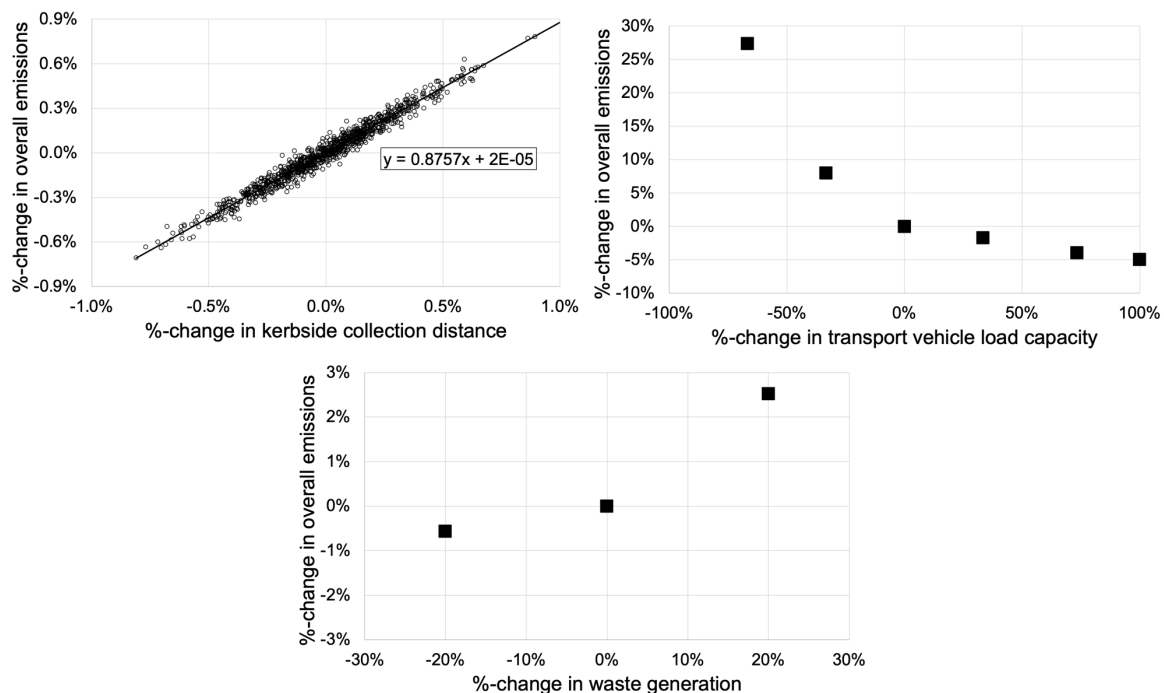 %-change in overall emissions
0.9%
0.6%
0.3%
0.0%
-0.3%
-0.6%
-0.9%
y = 0.8757x + 2E-05
-1.0% -0.5% 0.0% 0.5% 1.0%
%-change in kerbside collection distance
%-change in overall emissions
30%
25%
20%
15%
10%
5%
0%
-5%
-10%
-100% -50% 0% 50% 100%
%-change in transport vehicle load capacity
%-change in overall emissions
3%
2%
1%
0%
-1%
-2%
-3%
-30% -20% -10% 0% 10% 20% 30%
%-change in waste generation